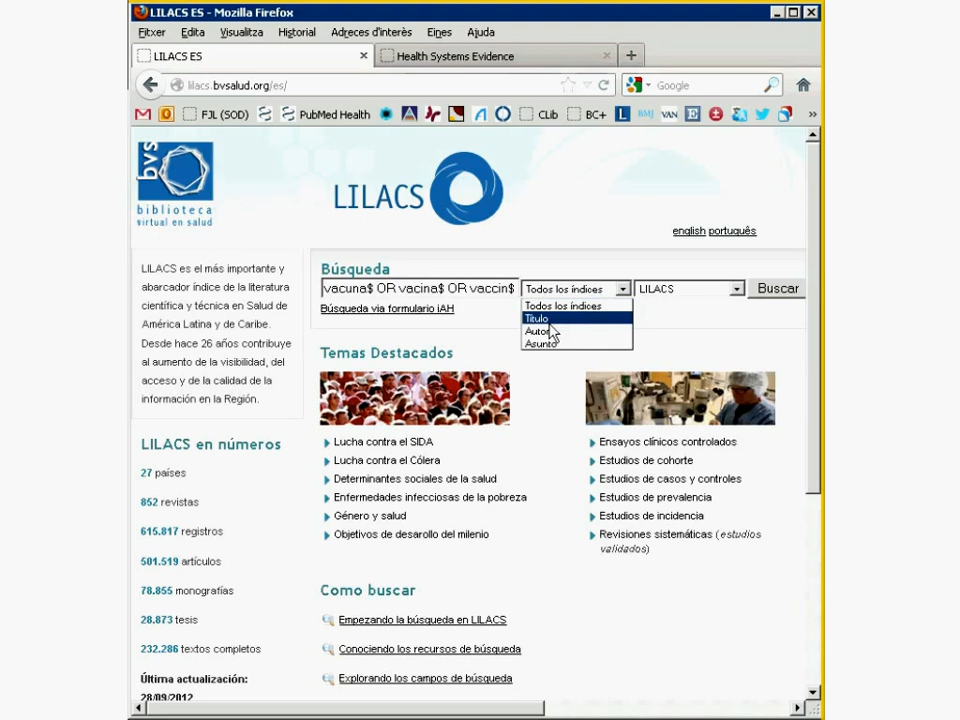 LILACS ES - Mozilla Firefox
Fitxer Edita Visualitza Historial Adreces d'interès Eines Ajuda
LILACS ES
Health Systems Evidence
lilacs.bvsalud.org/es/
Google
FJL (SOD) PubMed Health CLib BC+ L BMJ VAN E
bvs
biblioteca
virtual en salud
LILACS
english português
LILACS es el más importante y
abarcador índice de la literatura
científica y técnica en Salud de
América Latina y de Caribe.
Desde hace 26 años contribuye
al aumento de la visibilidad, del
acceso y de la calidad de la
información en la Región.
LILACS en números
27 países
852 revistas
615.817 registros
501.519 artículos
78.855 monografías
28.873 tesis
232.286 textos completos
Última actualización:
28/09/2012
Búsqueda
vacuna$ OR vacina$ OR vaccin$ Todos los índices LILACS Buscar
Búsqueda via formulario iAH
Todos los índices
Título
Autor
Asunto
Temas Destacados
Lucha contra el SIDA
Lucha contra el Cólera
Determinantes sociales de la salud
Enfermedades infecciosas de la pobreza
Género y salud
Objetivos de desarollo del milenio
Ensayos clínicos controlados
Estudios de cohorte
Estudios de casos y controles
Estudios de prevalencia
Estudios de incidencia
Revisiones sistemáticas (estudios
validados)
Como buscar
Empezando la búsqueda en LILACS
Conociendo los recursos de búsqueda
Explorando los campos de búsqueda